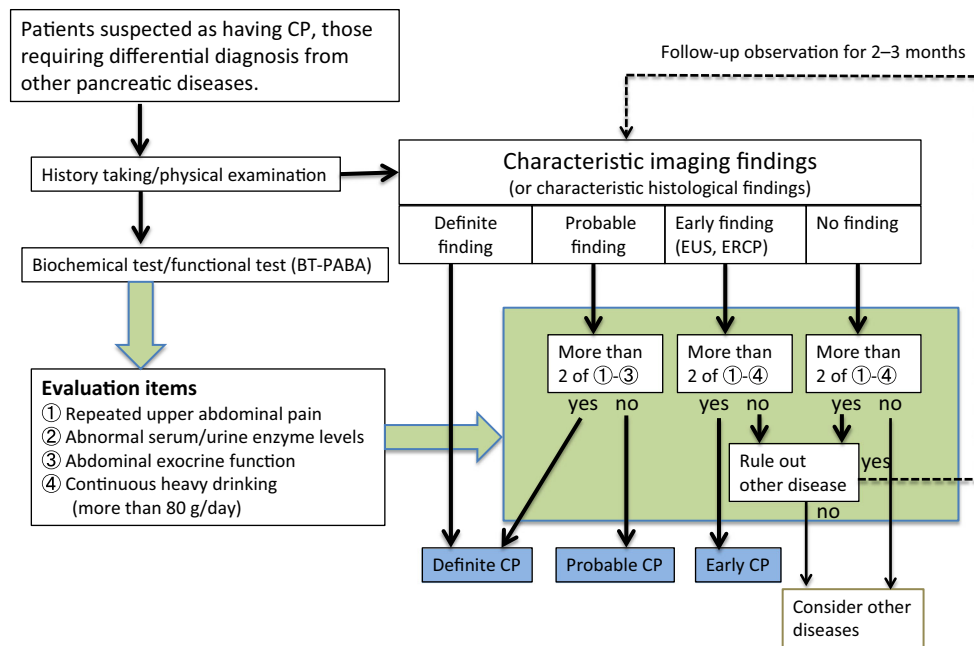 Patients suspected as having CP, those
requiring differential diagnosis from
other pancreatic diseases.
Follow-up observation for 2–3 months
History taking/physical examination
Characteristic imaging findings
(or characteristic histological findings)
Definite
finding
Probable
finding
Early finding
(EUS, ERCP)
No finding
Biochemical test/functional test (BT-PABA)
Evaluation items
① Repeated upper abdominal pain
② Abnormal serum/urine enzyme levels
③ Abdominal exocrine function
④ Continuous heavy drinking
(more than 80 g/day)
More than
2 of ①-③
yes no
More than
2 of ①-④
yes no
More than
2 of ①-④
yes no
Rule out
other disease
yes
no
Definite CP
Probable CP
Early CP
Consider other
diseases